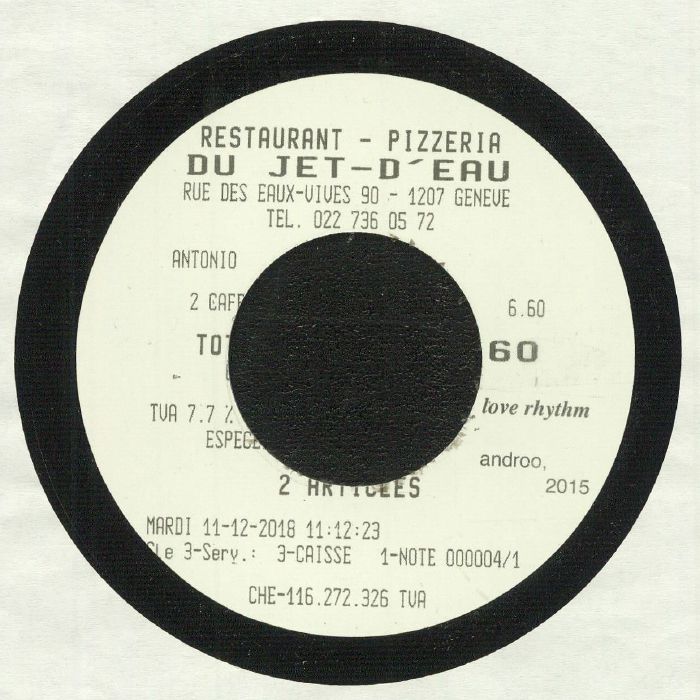 RESTAURANT - PIZZERIA
DU JET-D'EAU
RUE DES EAUX-VIVES 90 - 1207 GENEVE
TEL. 022 736 05 72
ANTONIO
2 CAFE 6.60
TOT 60
TVA 7.7 %
love rhythm
ESPECE
androo,
2 ARTICLES 2015
MARDI 11-12-2018 11:12:23
3-Serv.: 3-CAISSE 1-NOTE 000004/1
CHE-116.272.326 TVA